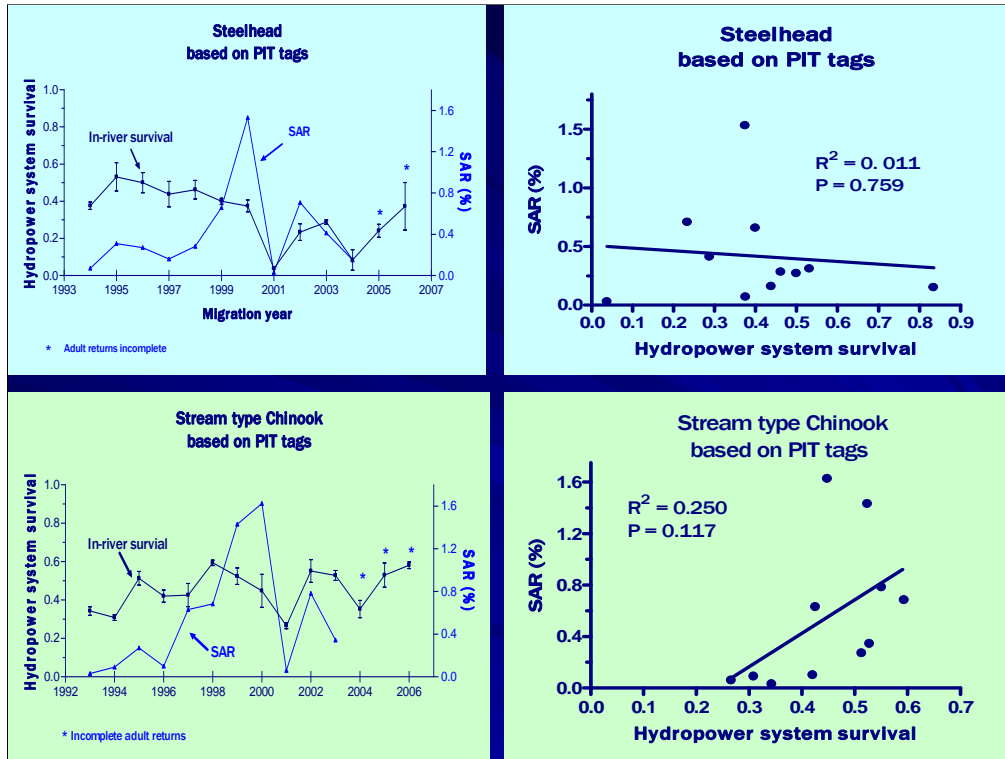 Steelhead
based on PIT tags
Hydropower system survival
1.0
0.8
0.6
0.4
0.2
0.0
In-river survival
SAR
*
*
1.6
1.2
0.8
0.4
0.0
SAR (%)
1993 1995 1997 1999 2001 2003 2005 2007
Migration year
* Adult returns incomplete
Steelhead
based on PIT tags
SAR (%)
1.5
1.0
0.5
0.0
R² = 0. 011
P = 0.759
0.0 0.1 0.2 0.3 0.4 0.5 0.6 0.7 0.8 0.9
Hydropower system survival
Stream type Chinook
based on PIT tags
Hydropower system survival
1.0
0.8
0.6
0.4
0.2
0.0
In-river survial
SAR
* * *
1.6
1.2
0.8
0.4
0.0
SAR (%)
1992 1994 1996 1998 2000 2002 2004 2006
* Incomplete adult returns
Stream type Chinook
based on PIT tags
SAR (%)
1.6
1.2
0.8
0.4
0.0
R² = 0.250
P = 0.117
0.0 0.1 0.2 0.3 0.4 0.5 0.6 0.7
Hydropower system survival